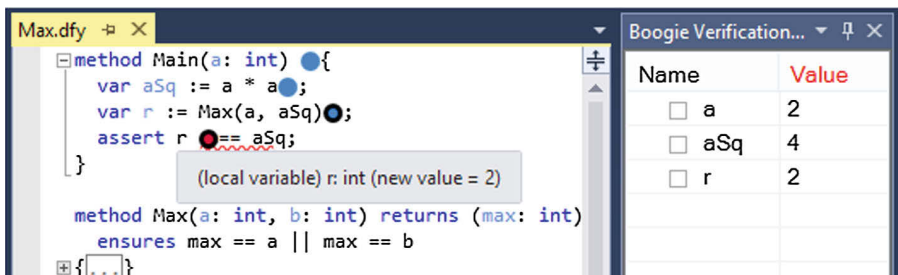 Max.dfy
method Main(a: int) {
var aSq := a * a;
var r := Max(a, aSq);
assert r == aSq;
}
(local variable) r: int (new value = 2)
method Max(a: int, b: int) returns (max: int)
ensures max == a || max == b
{...}
Boogie Verification...
Name Value
a 2
aSq 4
r 2